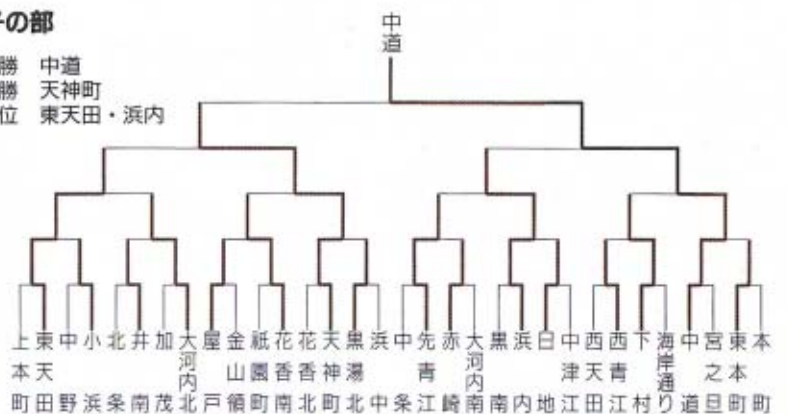 子の部
勝 中道
勝 天神町
位 東天田・浜内
中道
上本町
東天田
中野
小浜
北条
井南
加茂
大河内北
屋戸
金山領
祇園町
花香南
花香北
天神町
黒湯北
浜中
中条
先青江
赤崎
大河内南
黒南
浜内
日地
中津江
西天田
西青江
下村
海岸通り
中道
宮之旦
東本町
本町